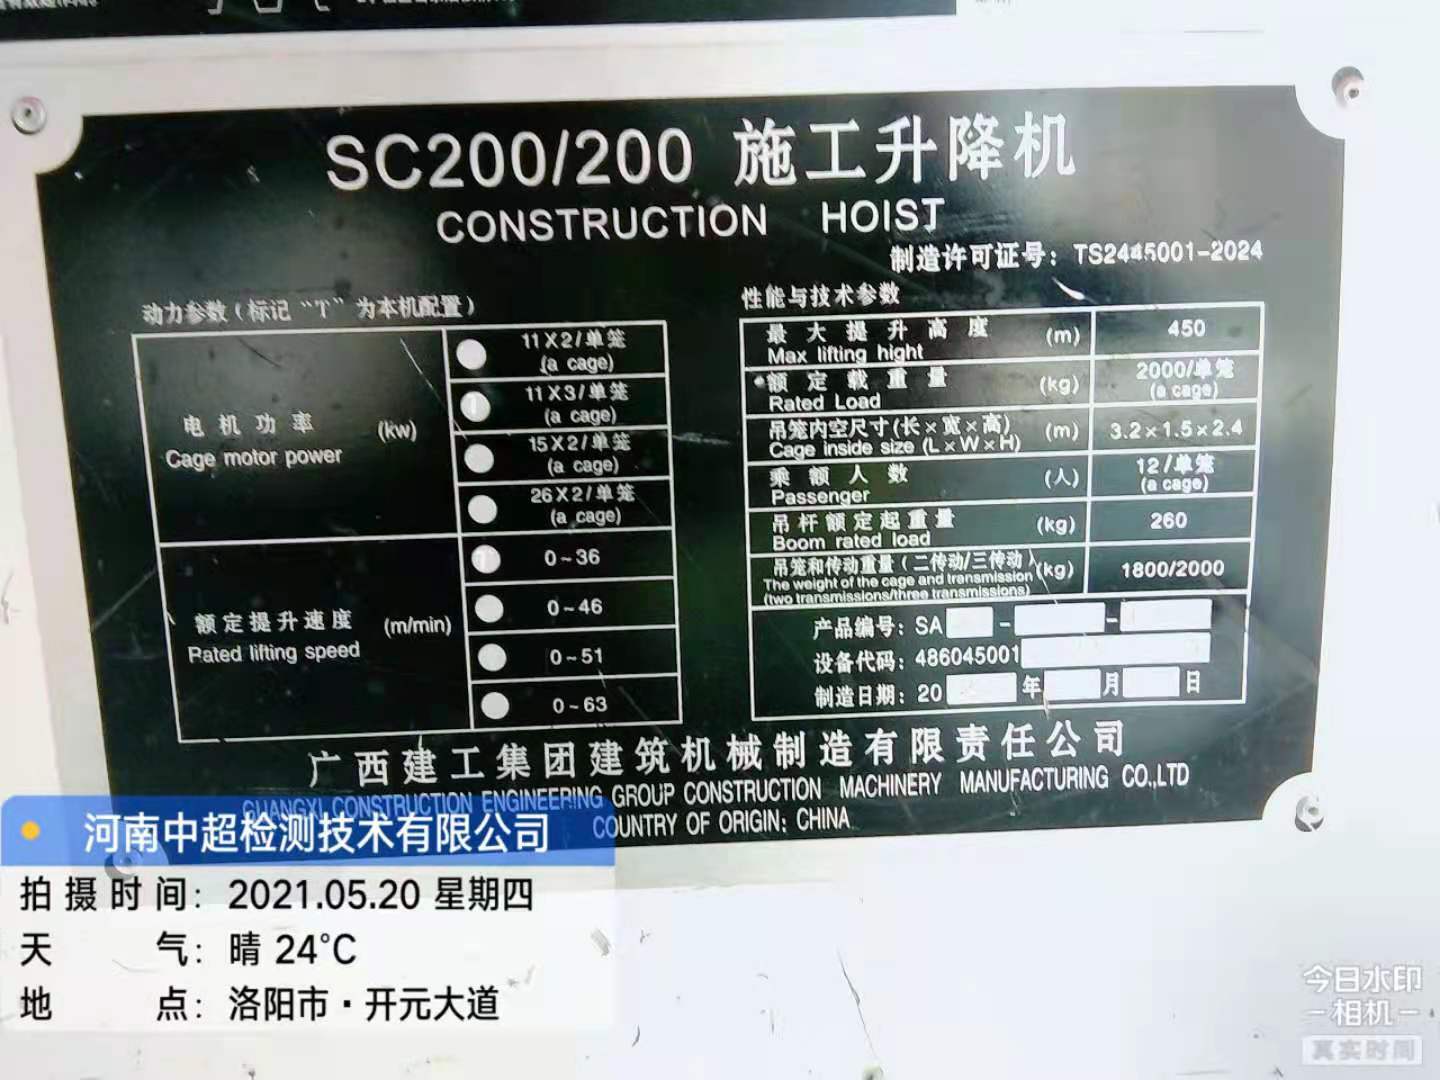 SC200/200 施工升降机
CONSTRUCTION HOIST
制造许可证号：TS2445001-2024
动力参数（标记“T”为本机配置）
电机功率 (kw)
Cage motor power
11X2/单笼
(a cage)
T
11X3/单笼
(a cage)
15X2/单笼
(a cage)
26X2/单笼
(a cage)
额定提升速度 (m/min)
Rated lifting speed
T
0~36
0~46
0~51
0~63
性能与技术参数
最大提升高度 (m) 450
Max lifting hight
额定载重量 (kg) 2000/单笼
Rated Load (a cage)
吊笼内空尺寸(长×宽×高) (m) 3.2×1.5×2.4
Cage inside size (L×W×H)
乘额人数 (人) 12/单笼
Passenger (a cage)
吊杆额定起重量 (kg) 260
Boom rated load
吊笼和传动重量（二传动/三传动）(kg) 1800/2000
The weight of the cage and transmission
(two transmissions/three transmissions)
产品编号：SA - -
设备代码：486045001
制造日期：20 年 月 日
广西建工集团建筑机械制造有限责任公司
GUANGXI CONSTRUCTION ENGINEERING GROUP CONSTRUCTION MACHINERY MANUFACTURING CO.,LTD
COUNTRY OF ORIGIN: CHINA
河南中超检测技术有限公司
拍摄时间：2021.05.20 星期四
天气：晴 24℃
地点：洛阳市·开元大道
今日水印
-相机-
真实时间